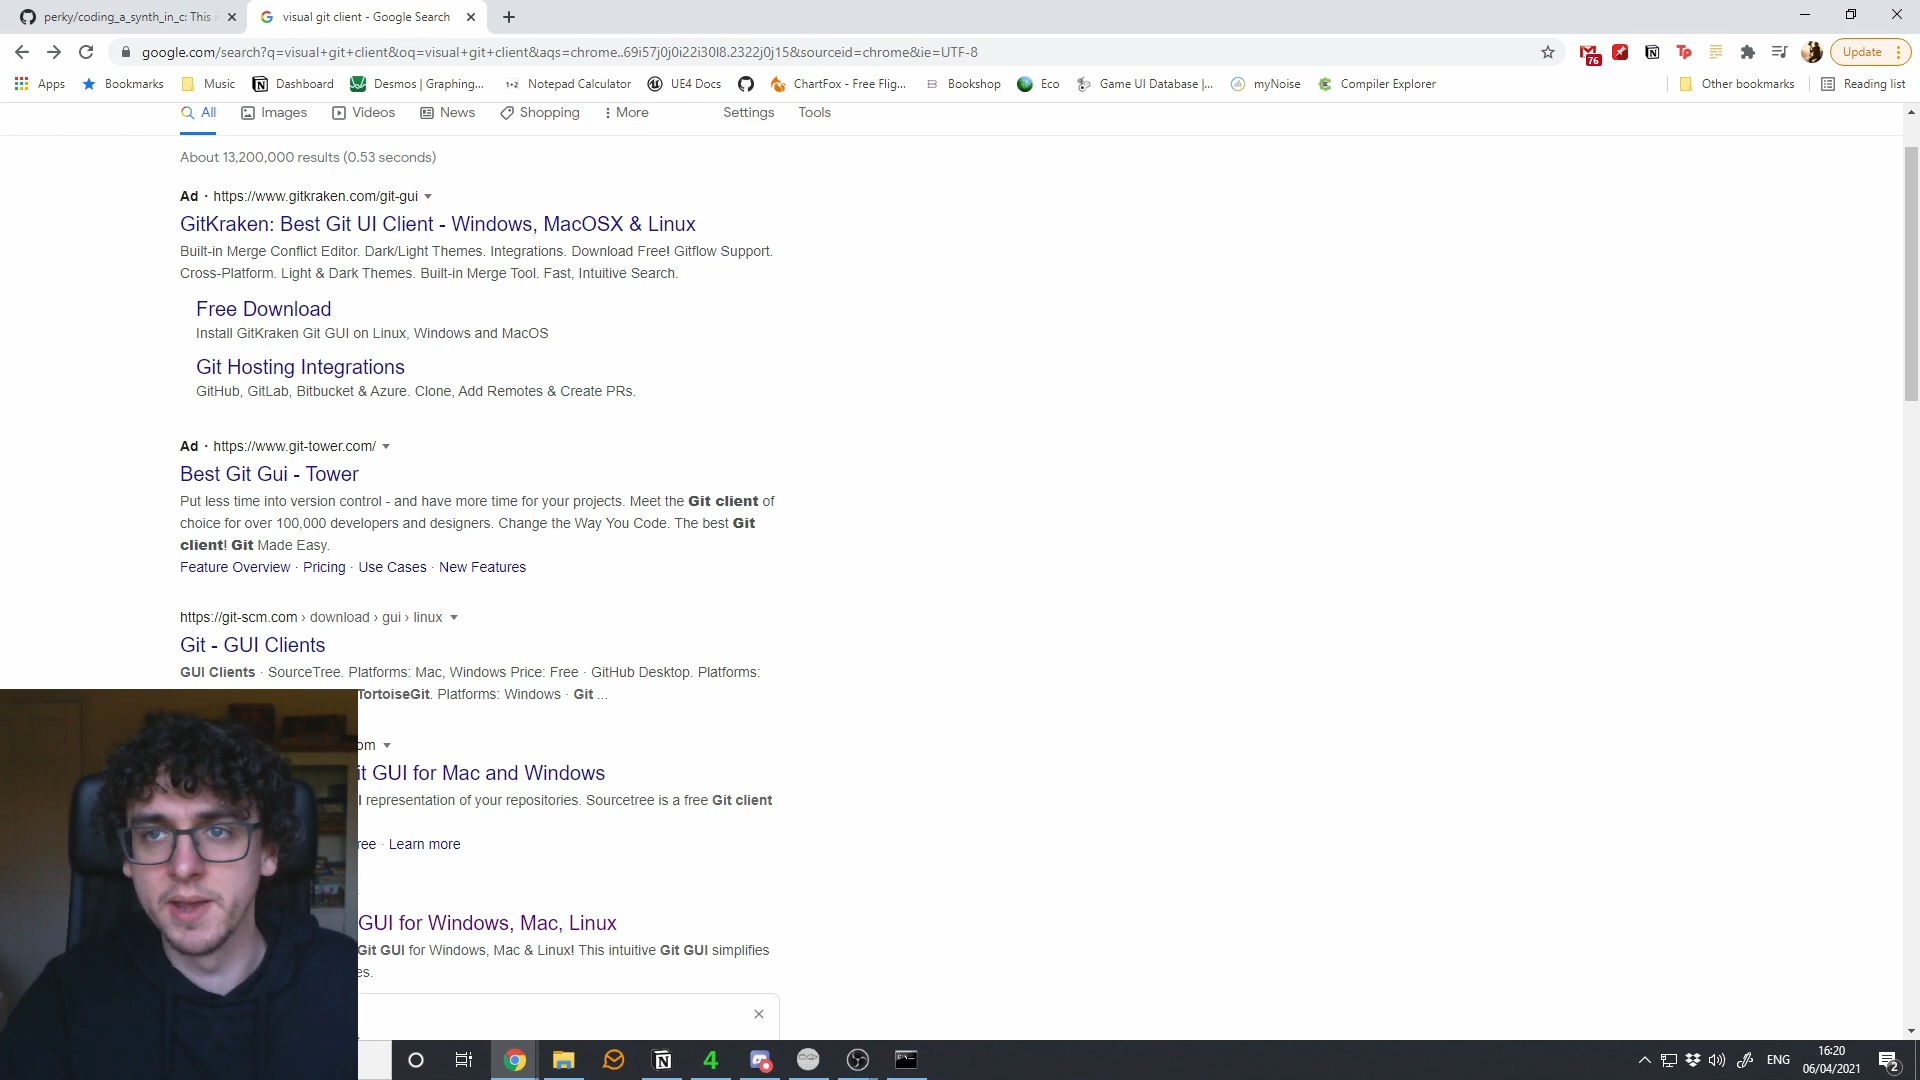 perky/coding_a_synth_in_c: This
visual git client - Google Search
google.com/search?q=visual+git+client&oq=visual+git+client&aqs=chrome..69i57j0j0i22i30l8.2322j0j15&sourceid=chrome&ie=UTF-8
76
Tp
Update
Apps
Bookmarks
Music
Dashboard
Desmos | Graphing...
Notepad Calculator
UE4 Docs
ChartFox - Free Flig...
Bookshop
Eco
Game UI Database |...
myNoise
Compiler Explorer
Other bookmarks
Reading list
All
Images
Videos
News
Shopping
More
Settings
Tools
About 13,200,000 results (0.53 seconds)
Ad · https://www.gitkraken.com/git-gui
GitKraken: Best Git UI Client - Windows, MacOSX & Linux
Built-in Merge Conflict Editor. Dark/Light Themes. Integrations. Download Free! Gitflow Support.
Cross-Platform. Light & Dark Themes. Built-in Merge Tool. Fast, Intuitive Search.
Free Download
Install GitKraken Git GUI on Linux, Windows and MacOS
Git Hosting Integrations
GitHub, GitLab, Bitbucket & Azure. Clone, Add Remotes & Create PRs.
Ad · https://www.git-tower.com/
Best Git Gui - Tower
Put less time into version control - and have more time for your projects. Meet the Git client of
choice for over 100,000 developers and designers. Change the Way You Code. The best Git
client! Git Made Easy.
Feature Overview · Pricing · Use Cases · New Features
https://git-scm.com › download › gui › linux
Git - GUI Clients
GUI Clients · SourceTree. Platforms: Mac, Windows Price: Free · GitHub Desktop. Platforms:
TortoiseGit. Platforms: Windows · Git ...
om
it GUI for Mac and Windows
l representation of your repositories. Sourcetree is a free Git client
ree · Learn more
GUI for Windows, Mac, Linux
Git GUI for Windows, Mac & Linux! This intuitive Git GUI simplifies
es.
4
ENG
16:20
06/04/2021
2